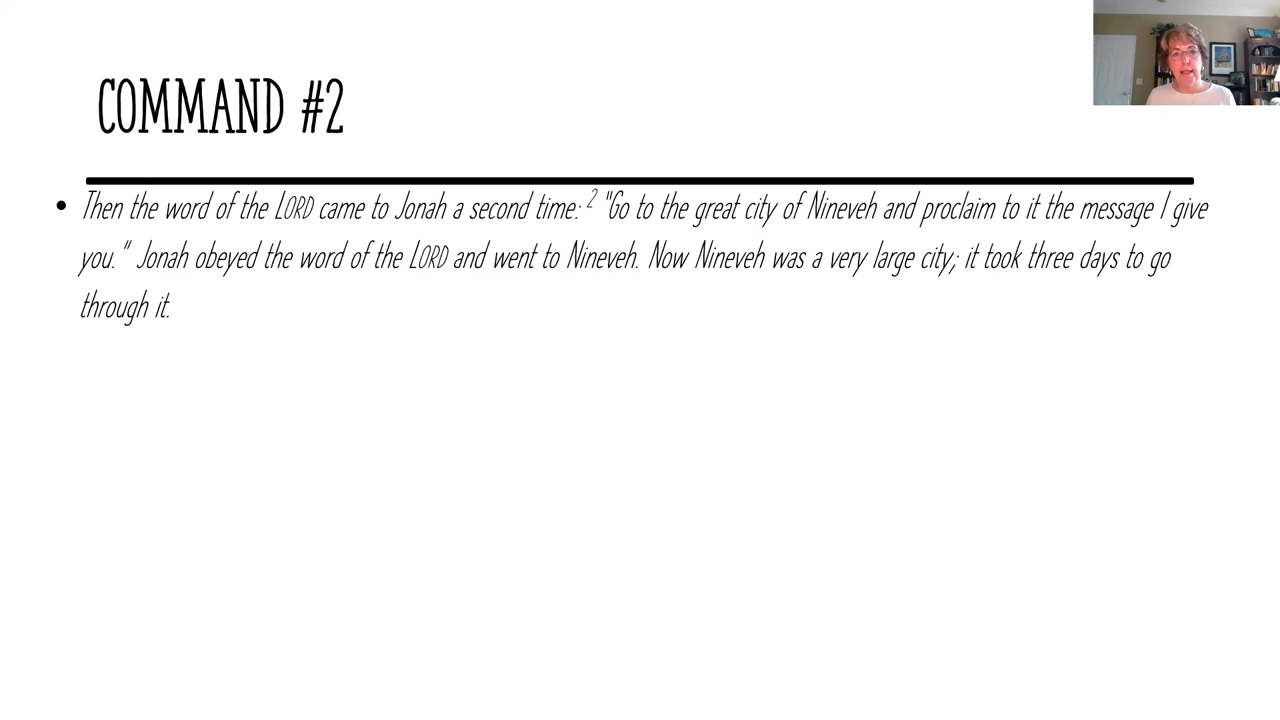 COMMAND #2
• Then the word of the LORD came to Jonah a second time: 2 "Go to the great city of Nineveh and proclaim to it the message I give
you." Jonah obeyed the word of the LORD and went to Nineveh. Now Nineveh was a very large city; it took three days to go
through it.